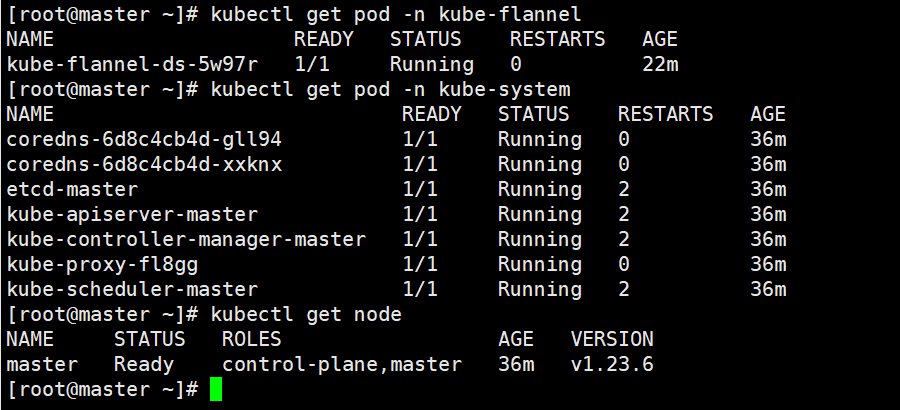 [root@master ~]# kubectl get pod -n kube-flannel
NAME                    READY   STATUS    RESTARTS   AGE
kube-flannel-ds-5w97r   1/1     Running   0          22m
[root@master ~]# kubectl get pod -n kube-system
NAME                             READY   STATUS    RESTARTS   AGE
coredns-6d8c4cb4d-gll94          1/1     Running   0          36m
coredns-6d8c4cb4d-xxknx          1/1     Running   0          36m
etcd-master                      1/1     Running   2          36m
kube-apiserver-master            1/1     Running   2          36m
kube-controller-manager-master   1/1     Running   2          36m
kube-proxy-fl8gg                 1/1     Running   0          36m
kube-scheduler-master            1/1     Running   2          36m
[root@master ~]# kubectl get node
NAME     STATUS   ROLES                  AGE   VERSION
master   Ready    control-plane,master   36m   v1.23.6
[root@master ~]#